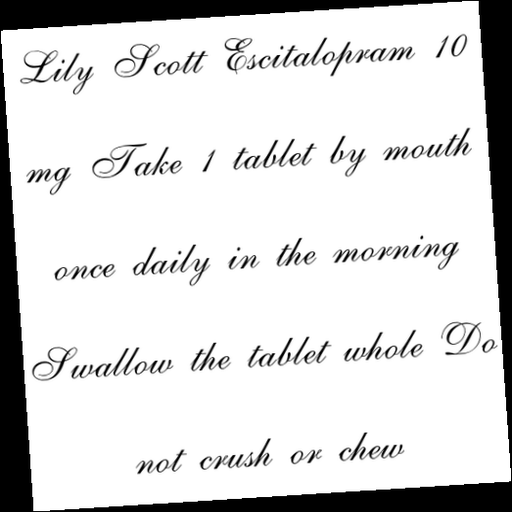 Lily Scott Escitalopram 10
mg Take 1 tablet by mouth
once daily in the morning
Swallow the tablet whole Do
not crush or chew